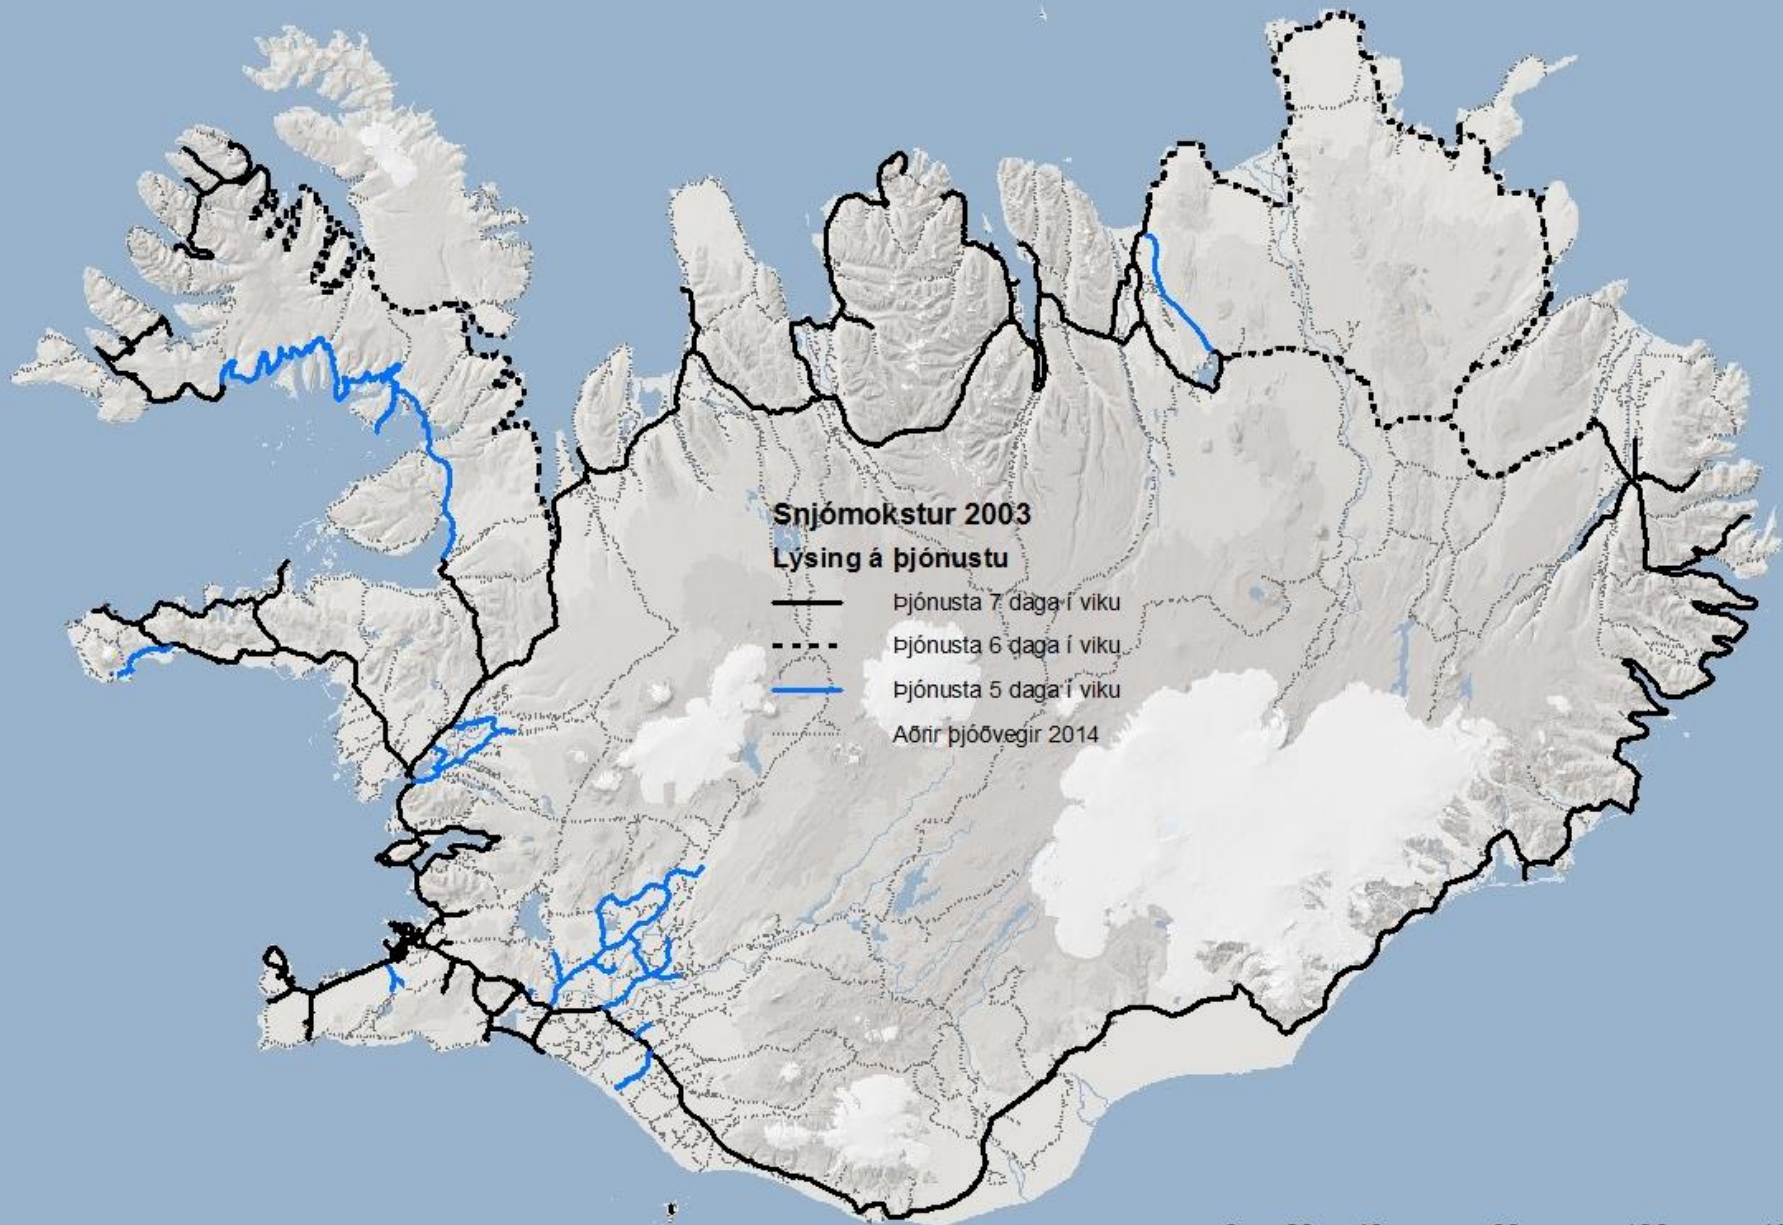 Snjómokstur 2003
Lýsing á þjónustu
Þjónusta 7 daga í viku
Þjónusta 6 daga í viku
Þjónusta 5 daga í viku
Aðrir þjóðvegir 2014